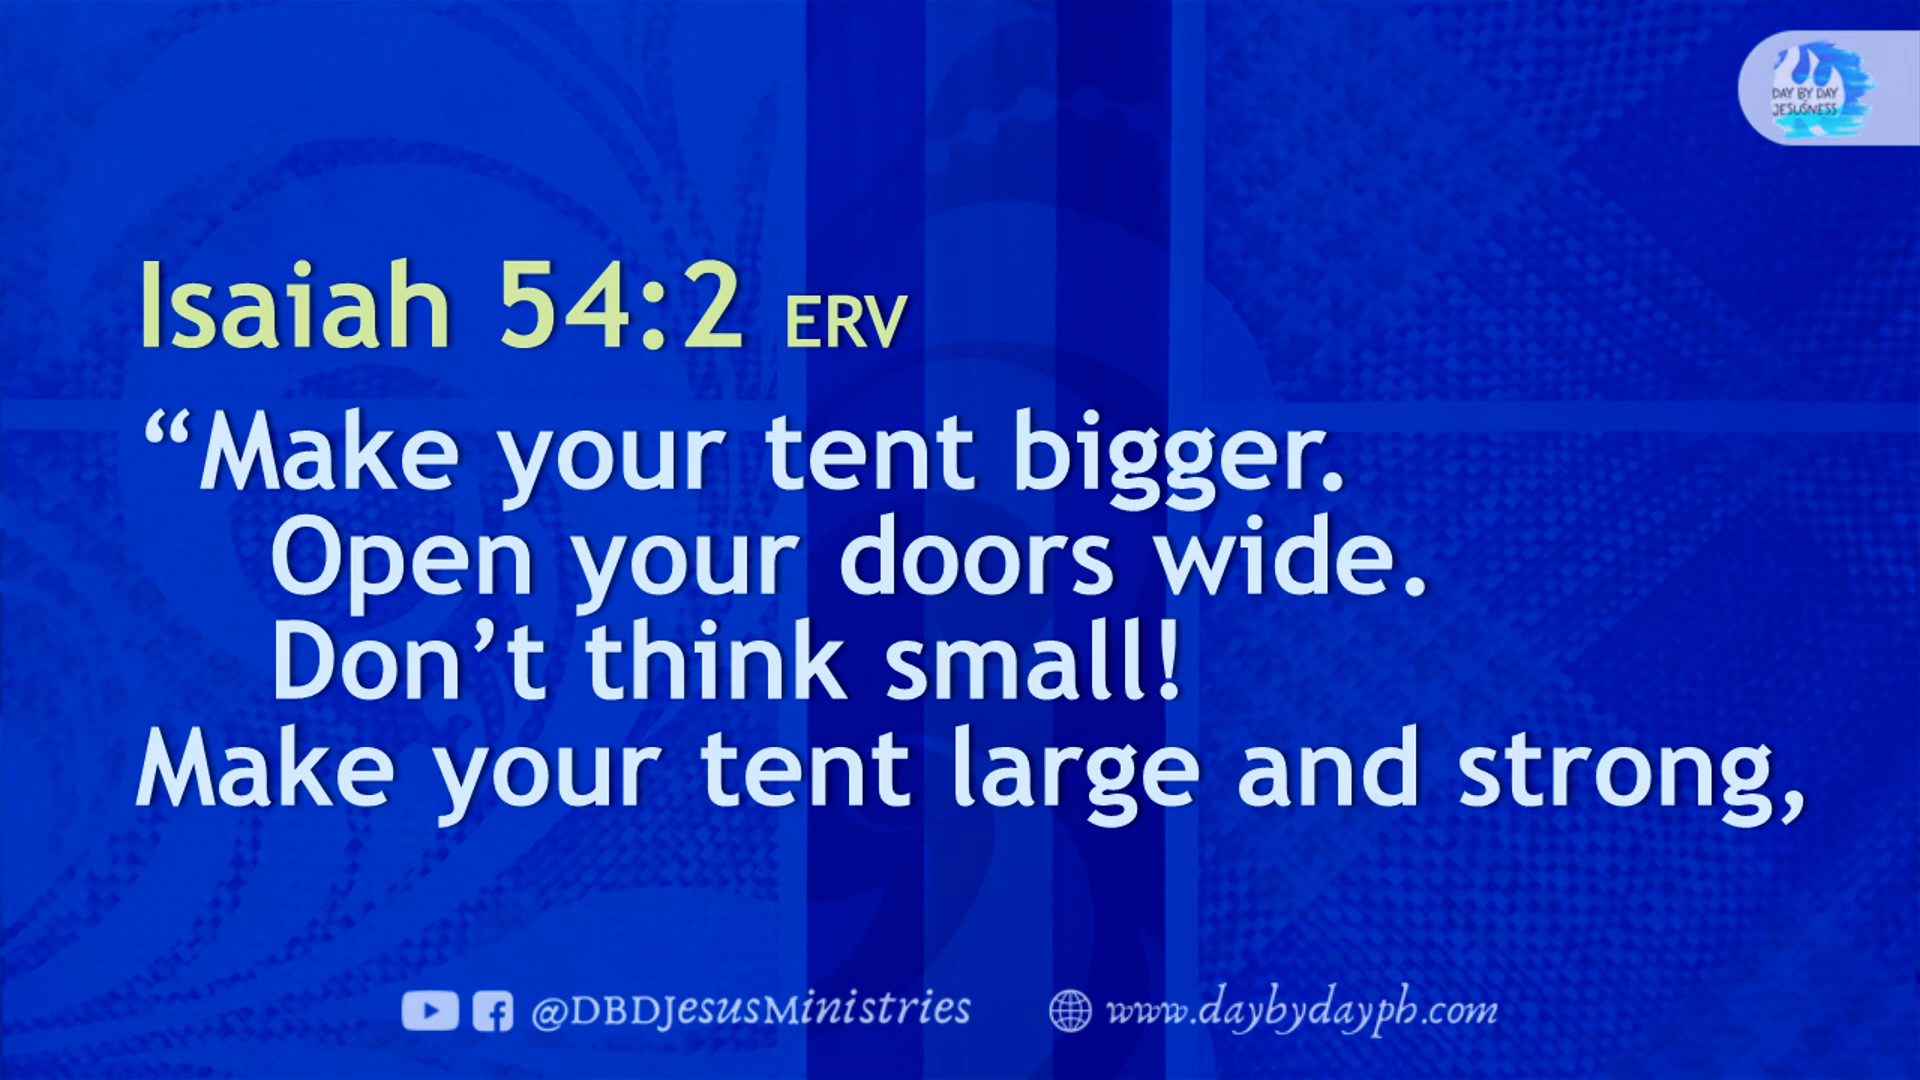 DAY BY DAY
JESUSNESS
Isaiah 54:2 ERV
“Make your tent bigger.
Open your doors wide.
Don’t think small!
Make your tent large and strong,
@DBDJesusMinistries
www.daybydayph.com